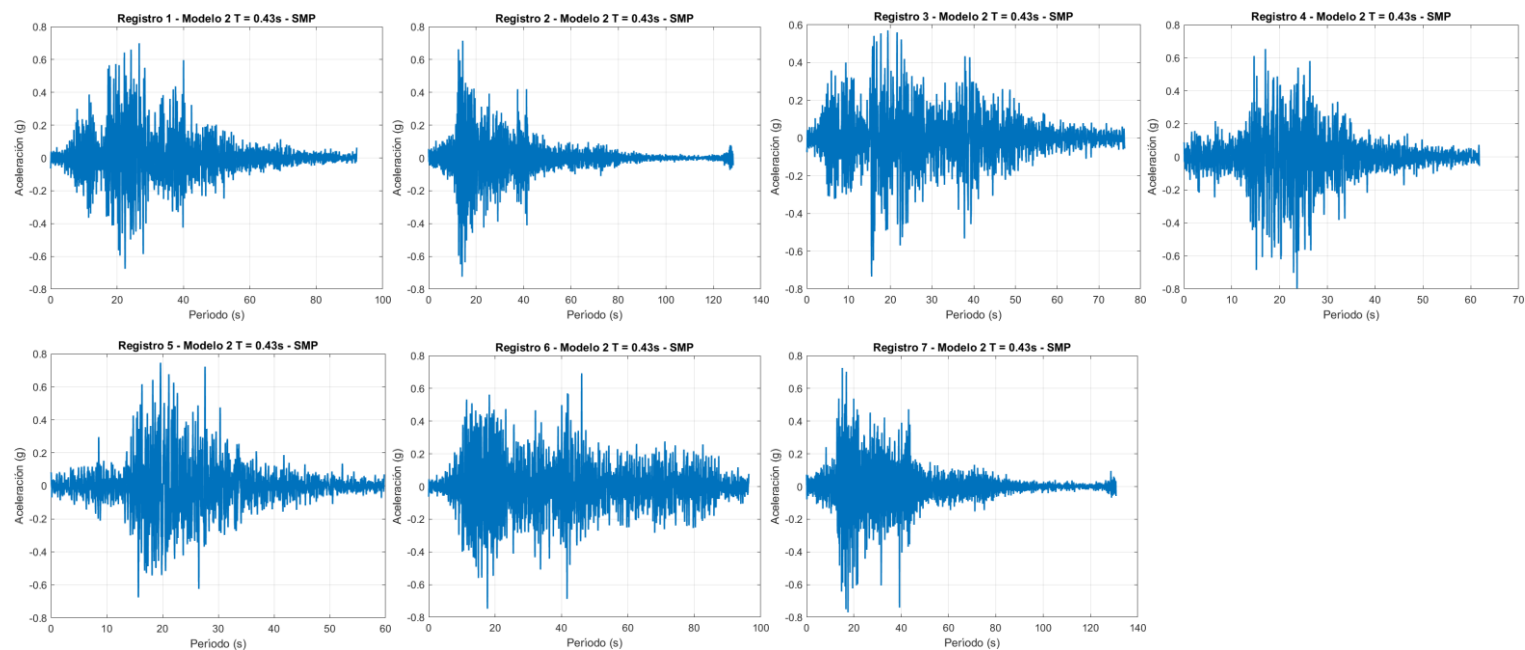 Registro 1 - Modelo 2 T = 0.43s - SMP
Aceleración (g)
0.8
0.6
0.4
0.2
0
-0.2
-0.4
-0.6
-0.8
0 20 40 60 80 100
Periodo (s)
Registro 2 - Modelo 2 T = 0.43s - SMP
Aceleración (g)
0.8
0.6
0.4
0.2
0
-0.2
-0.4
-0.6
-0.8
0 20 40 60 80 100 120 140
Periodo (s)
Registro 3 - Modelo 2 T = 0.43s - SMP
Aceleración (g)
0.6
0.4
0.2
0
-0.2
-0.4
-0.6
-0.8
0 10 20 30 40 50 60 70 80
Periodo (s)
Registro 4 - Modelo 2 T = 0.43s - SMP
Aceleración (g)
0.8
0.6
0.4
0.2
0
-0.2
-0.4
-0.6
-0.8
0 10 20 30 40 50 60 70
Periodo (s)
Registro 5 - Modelo 2 T = 0.43s - SMP
Aceleración (g)
0.8
0.6
0.4
0.2
0
-0.2
-0.4
-0.6
-0.8
0 10 20 30 40 50 60
Periodo (s)
Registro 6 - Modelo 2 T = 0.43s - SMP
Aceleración (g)
0.8
0.6
0.4
0.2
0
-0.2
-0.4
-0.6
-0.8
0 20 40 60 80 100
Periodo (s)
Registro 7 - Modelo 2 T = 0.43s - SMP
Aceleración (g)
0.8
0.6
0.4
0.2
0
-0.2
-0.4
-0.6
-0.8
0 20 40 60 80 100 120 140
Periodo (s)